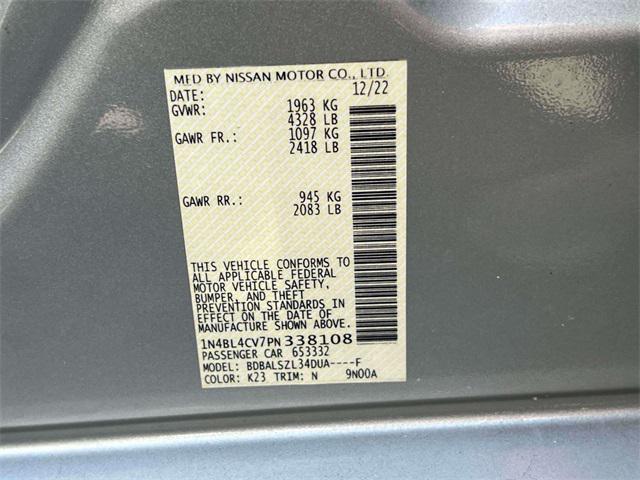 MFD BY NISSAN MOTOR CO., LTD.
DATE: 12/22
GVWR: 1963 KG
4328 LB
GAWR FR.: 1097 KG
2418 LB
GAWR RR.: 945 KG
2083 LB
THIS VEHICLE CONFORMS TO
ALL APPLICABLE FEDERAL
MOTOR VEHICLE SAFETY,
BUMPER, AND THEFT
PREVENTION STANDARDS IN
EFFECT ON THE DATE OF
MANUFACTURE SHOWN ABOVE.
1N4BL4CV7PN338108
PASSENGER CAR 653332
MODEL: BDBALSZL34DUA----F
COLOR: K23 TRIM: N 9N00A